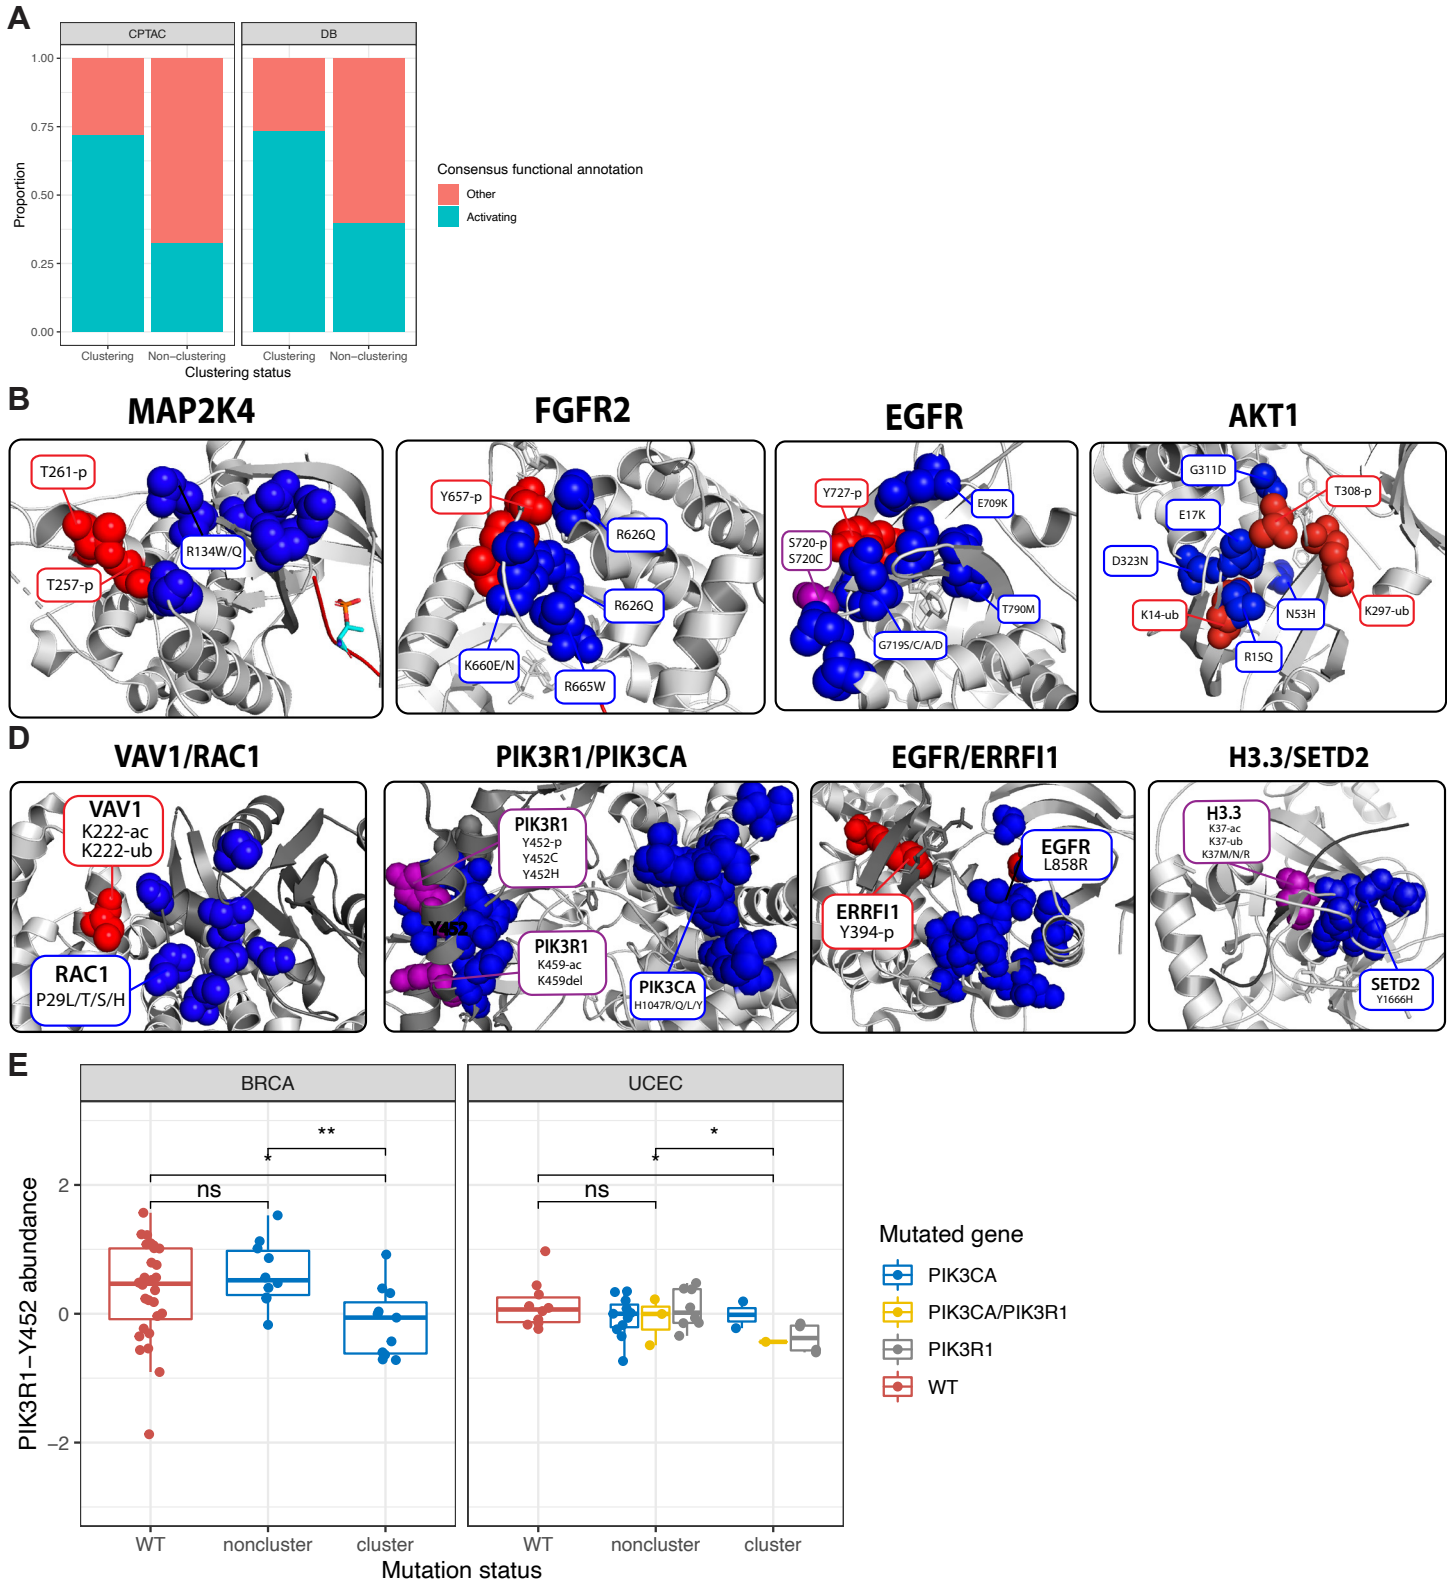 A
CPTAC
DB
1.00
0.75
0.50
0.25
0.00
Proportion
Clustering
Non−clustering
Clustering
Non−clustering
Clustering status
Consensus functional annotation
Other
Activating
B
MAP2K4
FGFR2
EGFR
AKT1
T261-p
R134W/Q
T257-p
Y657-p
R626Q
R626Q
K660E/N
R665W
Y727-p
E709K
S720-p
S720C
T790M
G719S/C/A/D
G311D
T308-p
E17K
D323N
K14-ub
N53H
K297-ub
R15Q
D
VAV1/RAC1
PIK3R1/PIK3CA
EGFR/ERRFI1
H3.3/SETD2
VAV1
K222-ac
K222-ub
RAC1
P29L/T/S/H
PIK3R1
Y452-p
Y452C
Y452H
Y452
PIK3R1
K459-ac
K459del
PIK3CA
H1047R/Q/L/Y
EGFR
L858R
ERRFI1
Y394-p
H3.3
K37-ac
K37-ub
K37M/N/R
SETD2
Y1666H
E
BRCA
UCEC
**
*
ns
*
*
ns
2
0
−2
PIK3R1−Y452 abundance
WT
noncluster
cluster
WT
noncluster
cluster
Mutation status
Mutated gene
PIK3CA
PIK3CA/PIK3R1
PIK3R1
WT